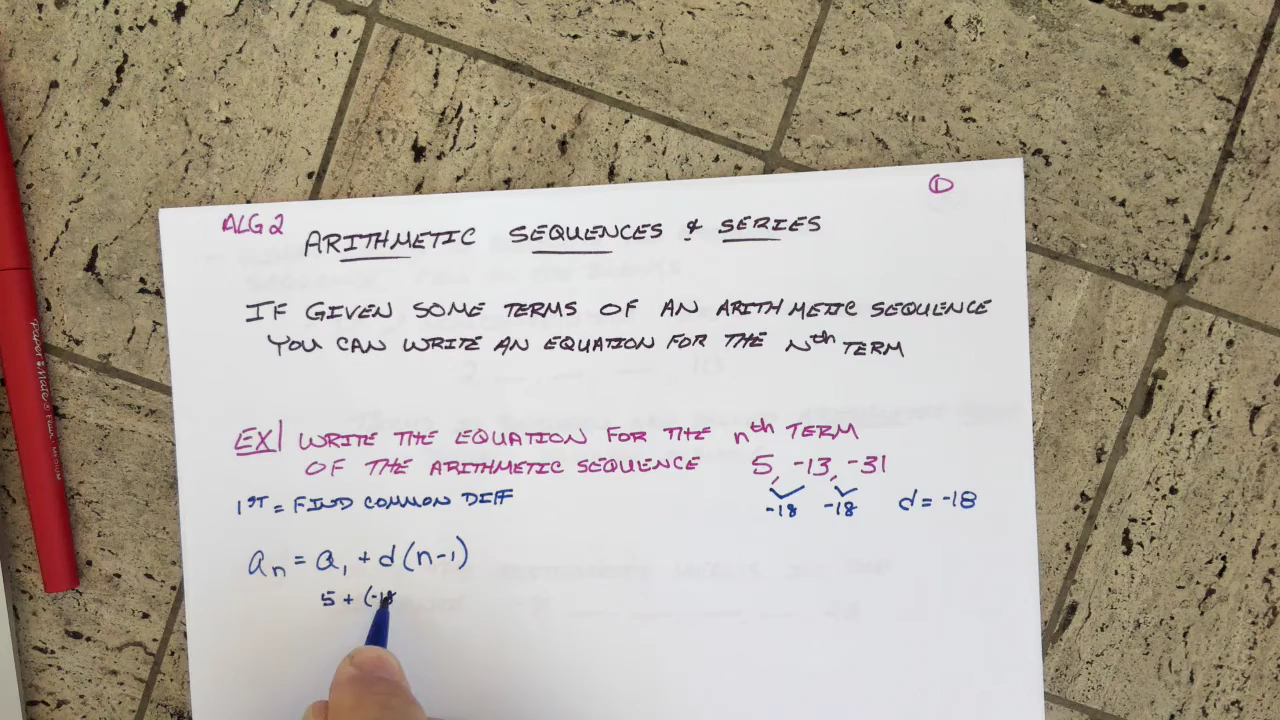 ①
ALG 2
ARITHMETIC SEQUENCES & SERIES
IF GIVEN SOME TERMS OF AN ARITHMETIC SEQUENCE
YOU CAN WRITE AN EQUATION FOR THE Nth TERM
EX| WRITE THE EQUATION FOR THE nth TERM
OF THE ARITHMETIC SEQUENCE 5, -13, -31
1ST = FIND COMMON DIFF -18 -18 d = -18
an = a1 + d(n-1)
5 + (-18
paper mate